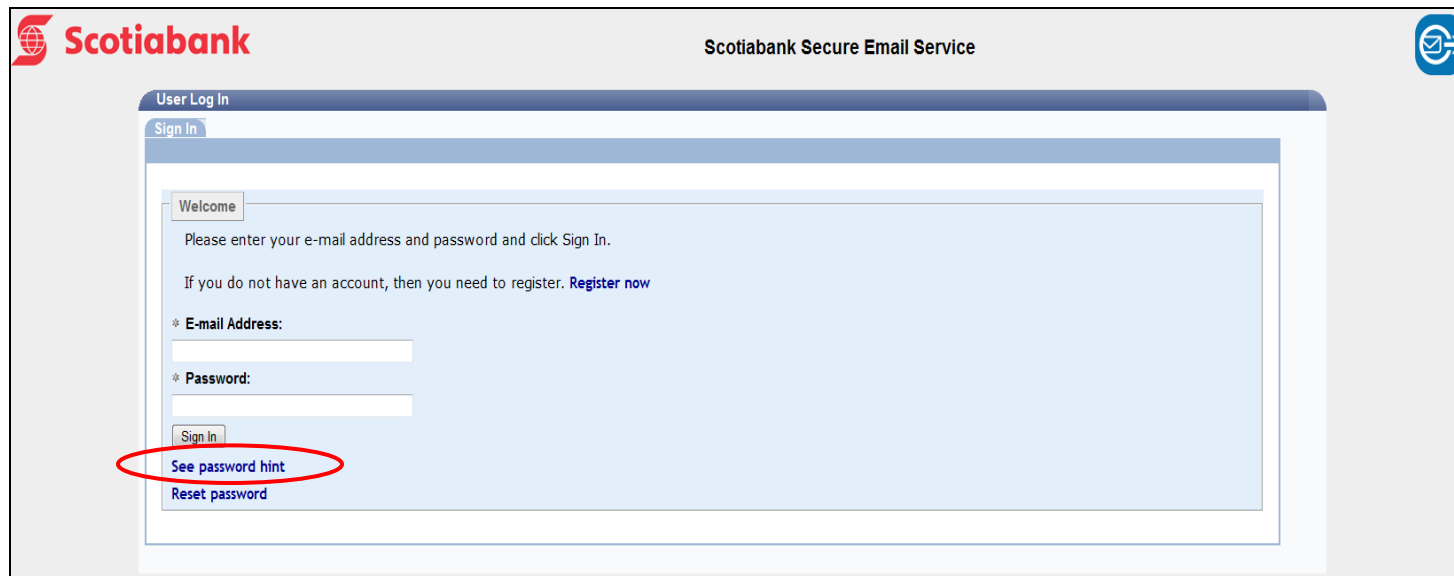 Scotiabank
Scotiabank Secure Email Service
User Log In
Sign In
Welcome
Please enter your e-mail address and password and click Sign In.
If you do not have an account, then you need to register. Register now
* E-mail Address:
* Password:
Sign In
See password hint
Reset password